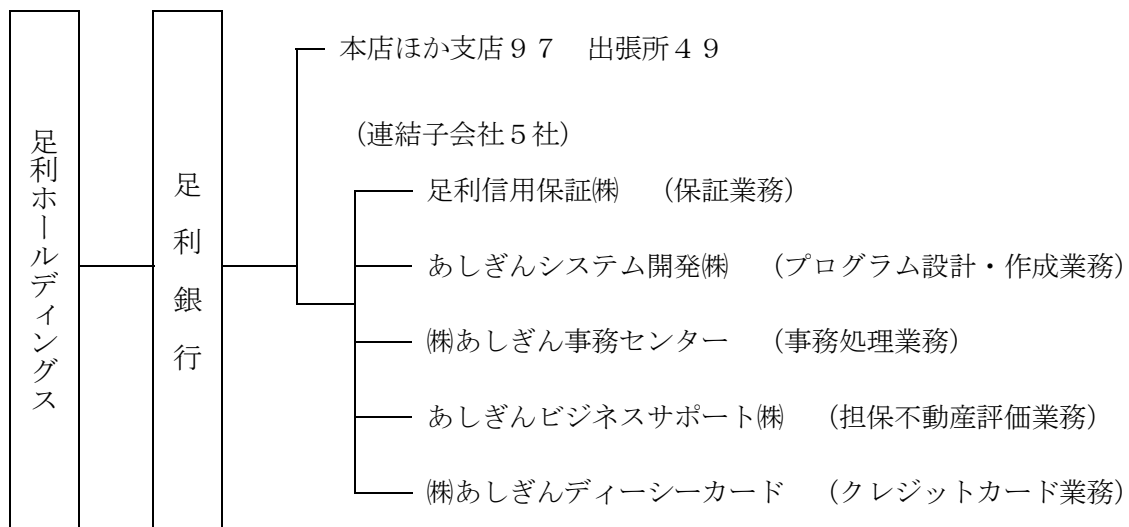 足利ホールディングス
足利銀行
本店ほか支店９７　出張所４９
（連結子会社５社）
足利信用保証㈱　（保証業務）
あしぎんシステム開発㈱　（プログラム設計・作成業務）
㈱あしぎん事務センター　（事務処理業務）
あしぎんビジネスサポート㈱　（担保不動産評価業務）
㈱あしぎんディーシーカード　（クレジットカード業務）